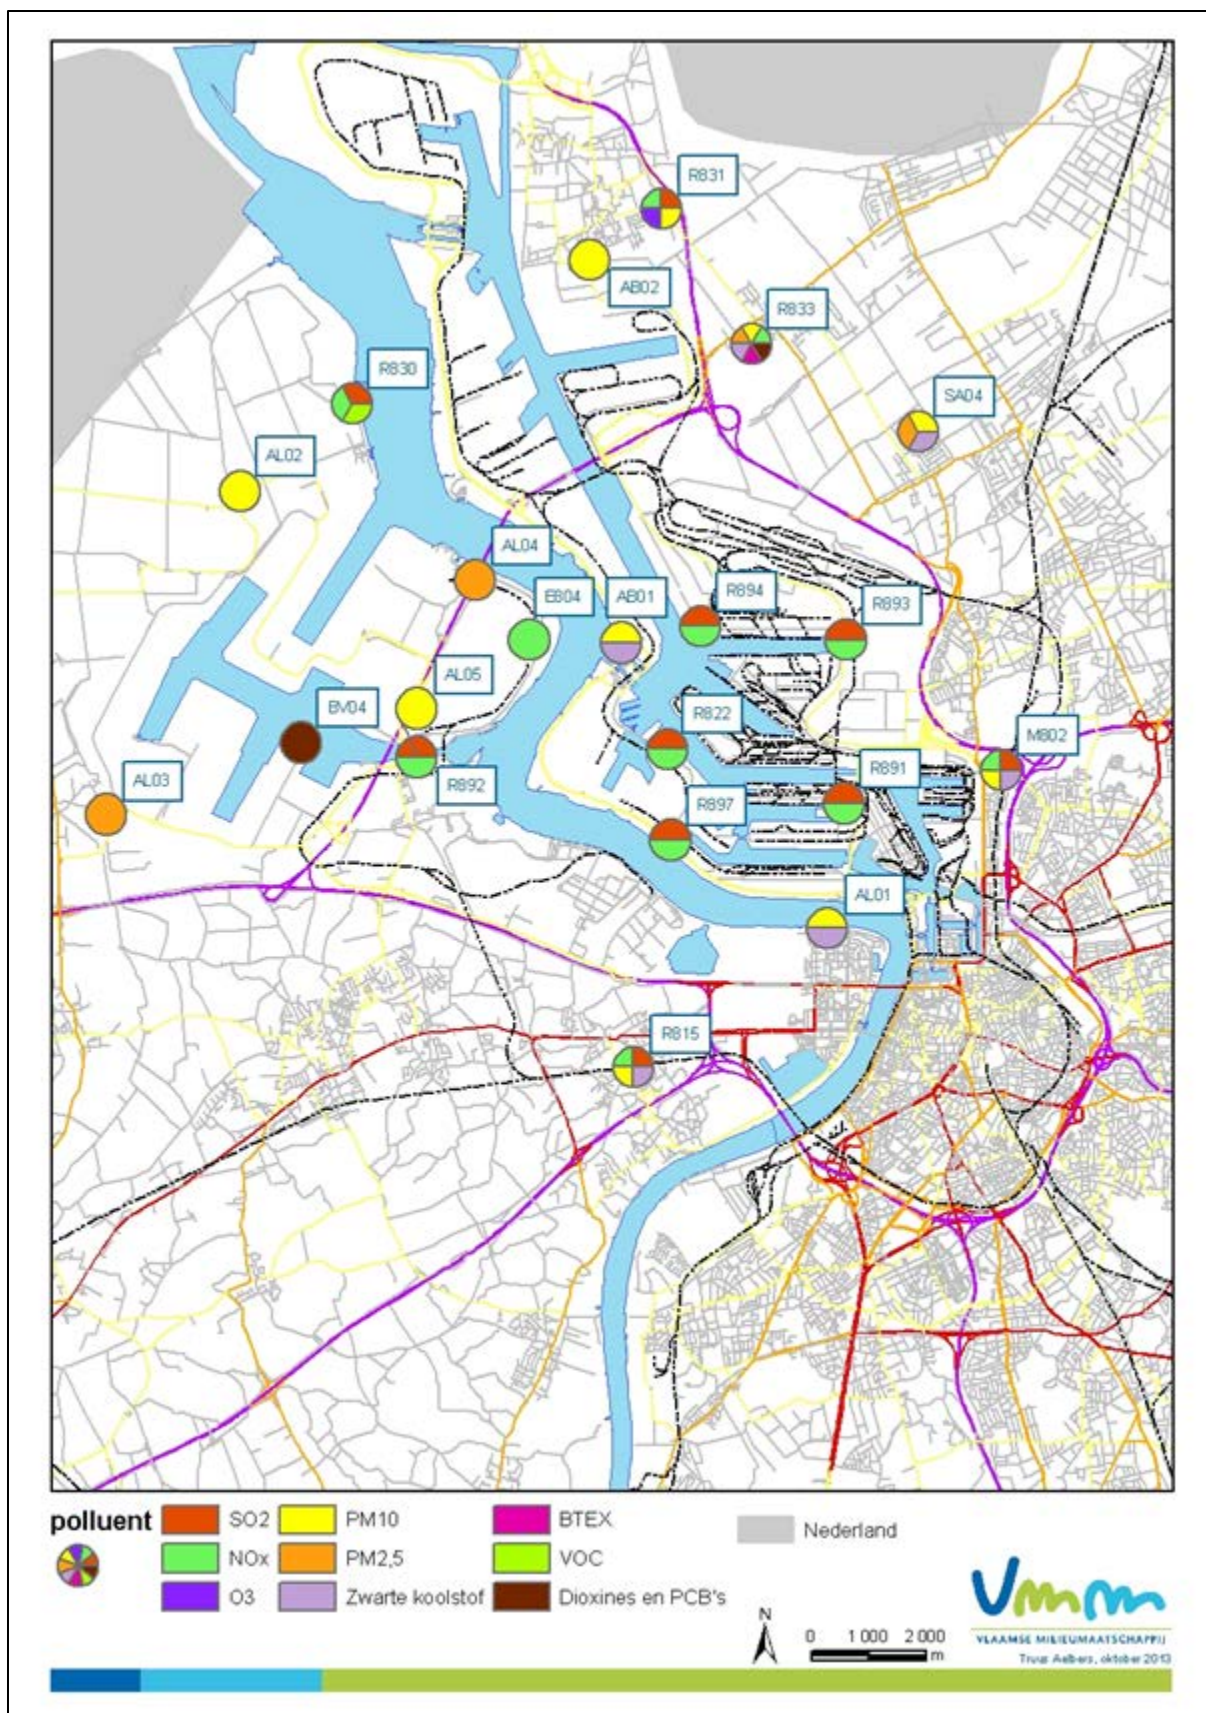 R831
AB02
R833
R830
SA04
AL02
AL04
E804
AB01
R894
R893
AL05
BV04
R822
M802
AL03
R892
R891
R897
AL01
R815
polluent
SO2
PM10
BTEX
Nederland
NOx
PM2,5
VOC
O3
Zwarte koolstof
Dioxines en PCB's
N
0 1 000 2 000
m
vmm
VLAAMSE MILIEUMAATSCHAPPIJ
Truus Aelbers, oktober 2013